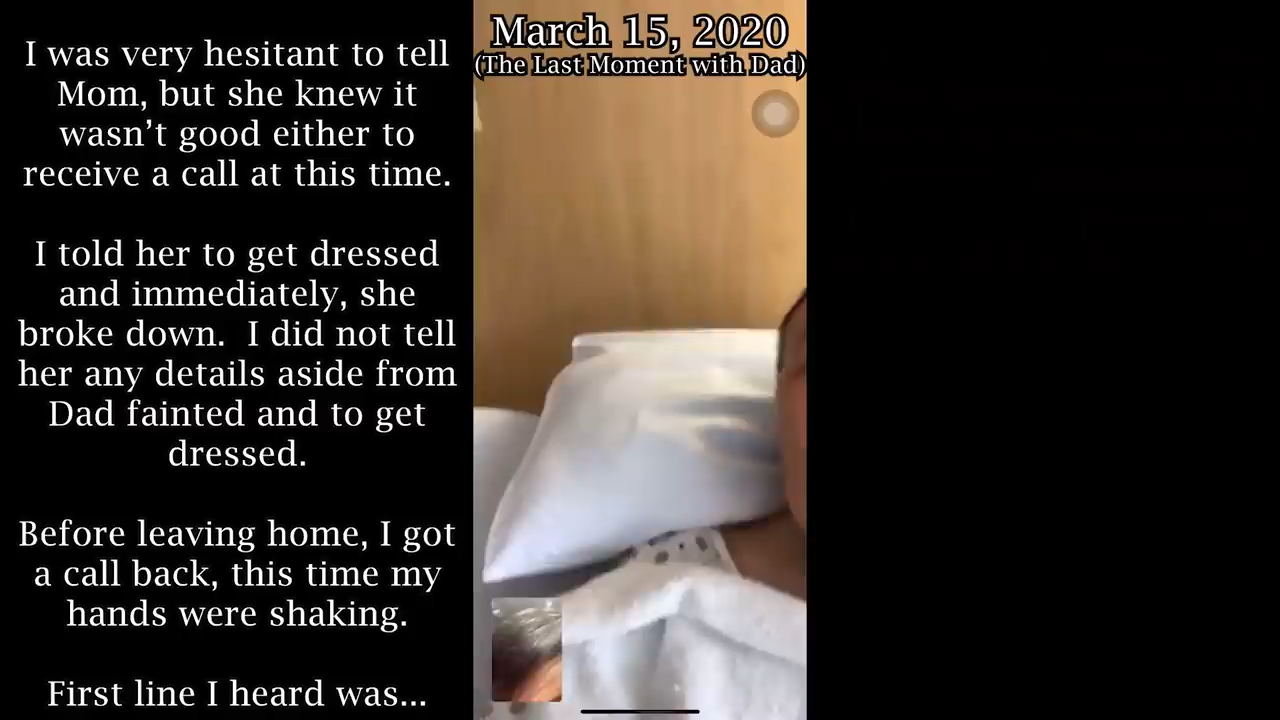 I was very hesitant to tell
Mom, but she knew it
wasn’t good either to
receive a call at this time.
I told her to get dressed
and immediately, she
broke down.  I did not tell
her any details aside from
Dad fainted and to get
dressed.
Before leaving home, I got
a call back, this time my
hands were shaking.
First line I heard was...
March 15, 2020
(The Last Moment with Dad)